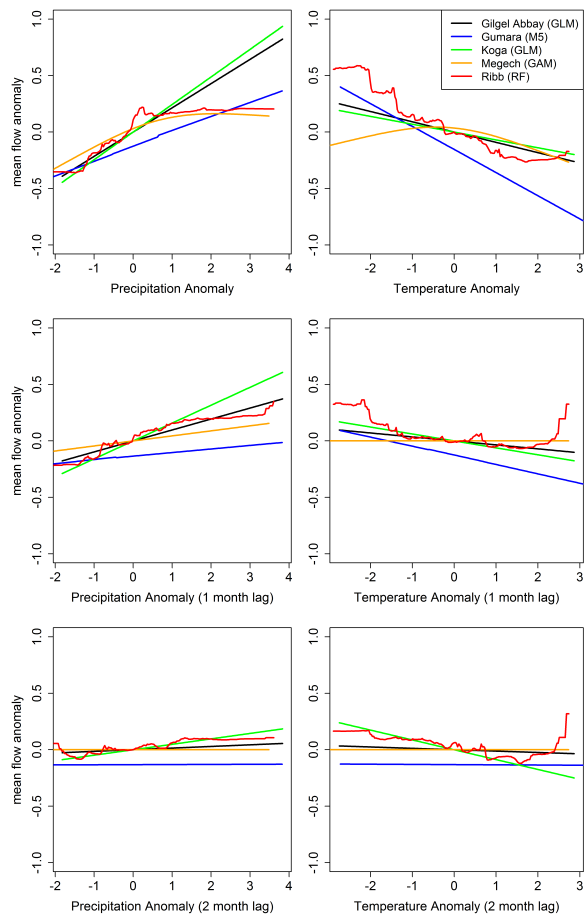 mean flow anomaly
1.0
0.5
0.0
-0.5
-1.0
-2 -1 0 1 2 3 4
Precipitation Anomaly
Gilgel Abbay (GLM)
Gumara (M5)
Koga (GLM)
Megech (GAM)
Ribb (RF)
-2 -1 0 1 2 3
Temperature Anomaly
mean flow anomaly
1.0
0.5
0.0
-0.5
-1.0
-2 -1 0 1 2 3 4
Precipitation Anomaly (1 month lag)
-2 -1 0 1 2 3
Temperature Anomaly (1 month lag)
mean flow anomaly
1.0
0.5
0.0
-0.5
-1.0
-2 -1 0 1 2 3 4
Precipitation Anomaly (2 month lag)
-2 -1 0 1 2 3
Temperature Anomaly (2 month lag)